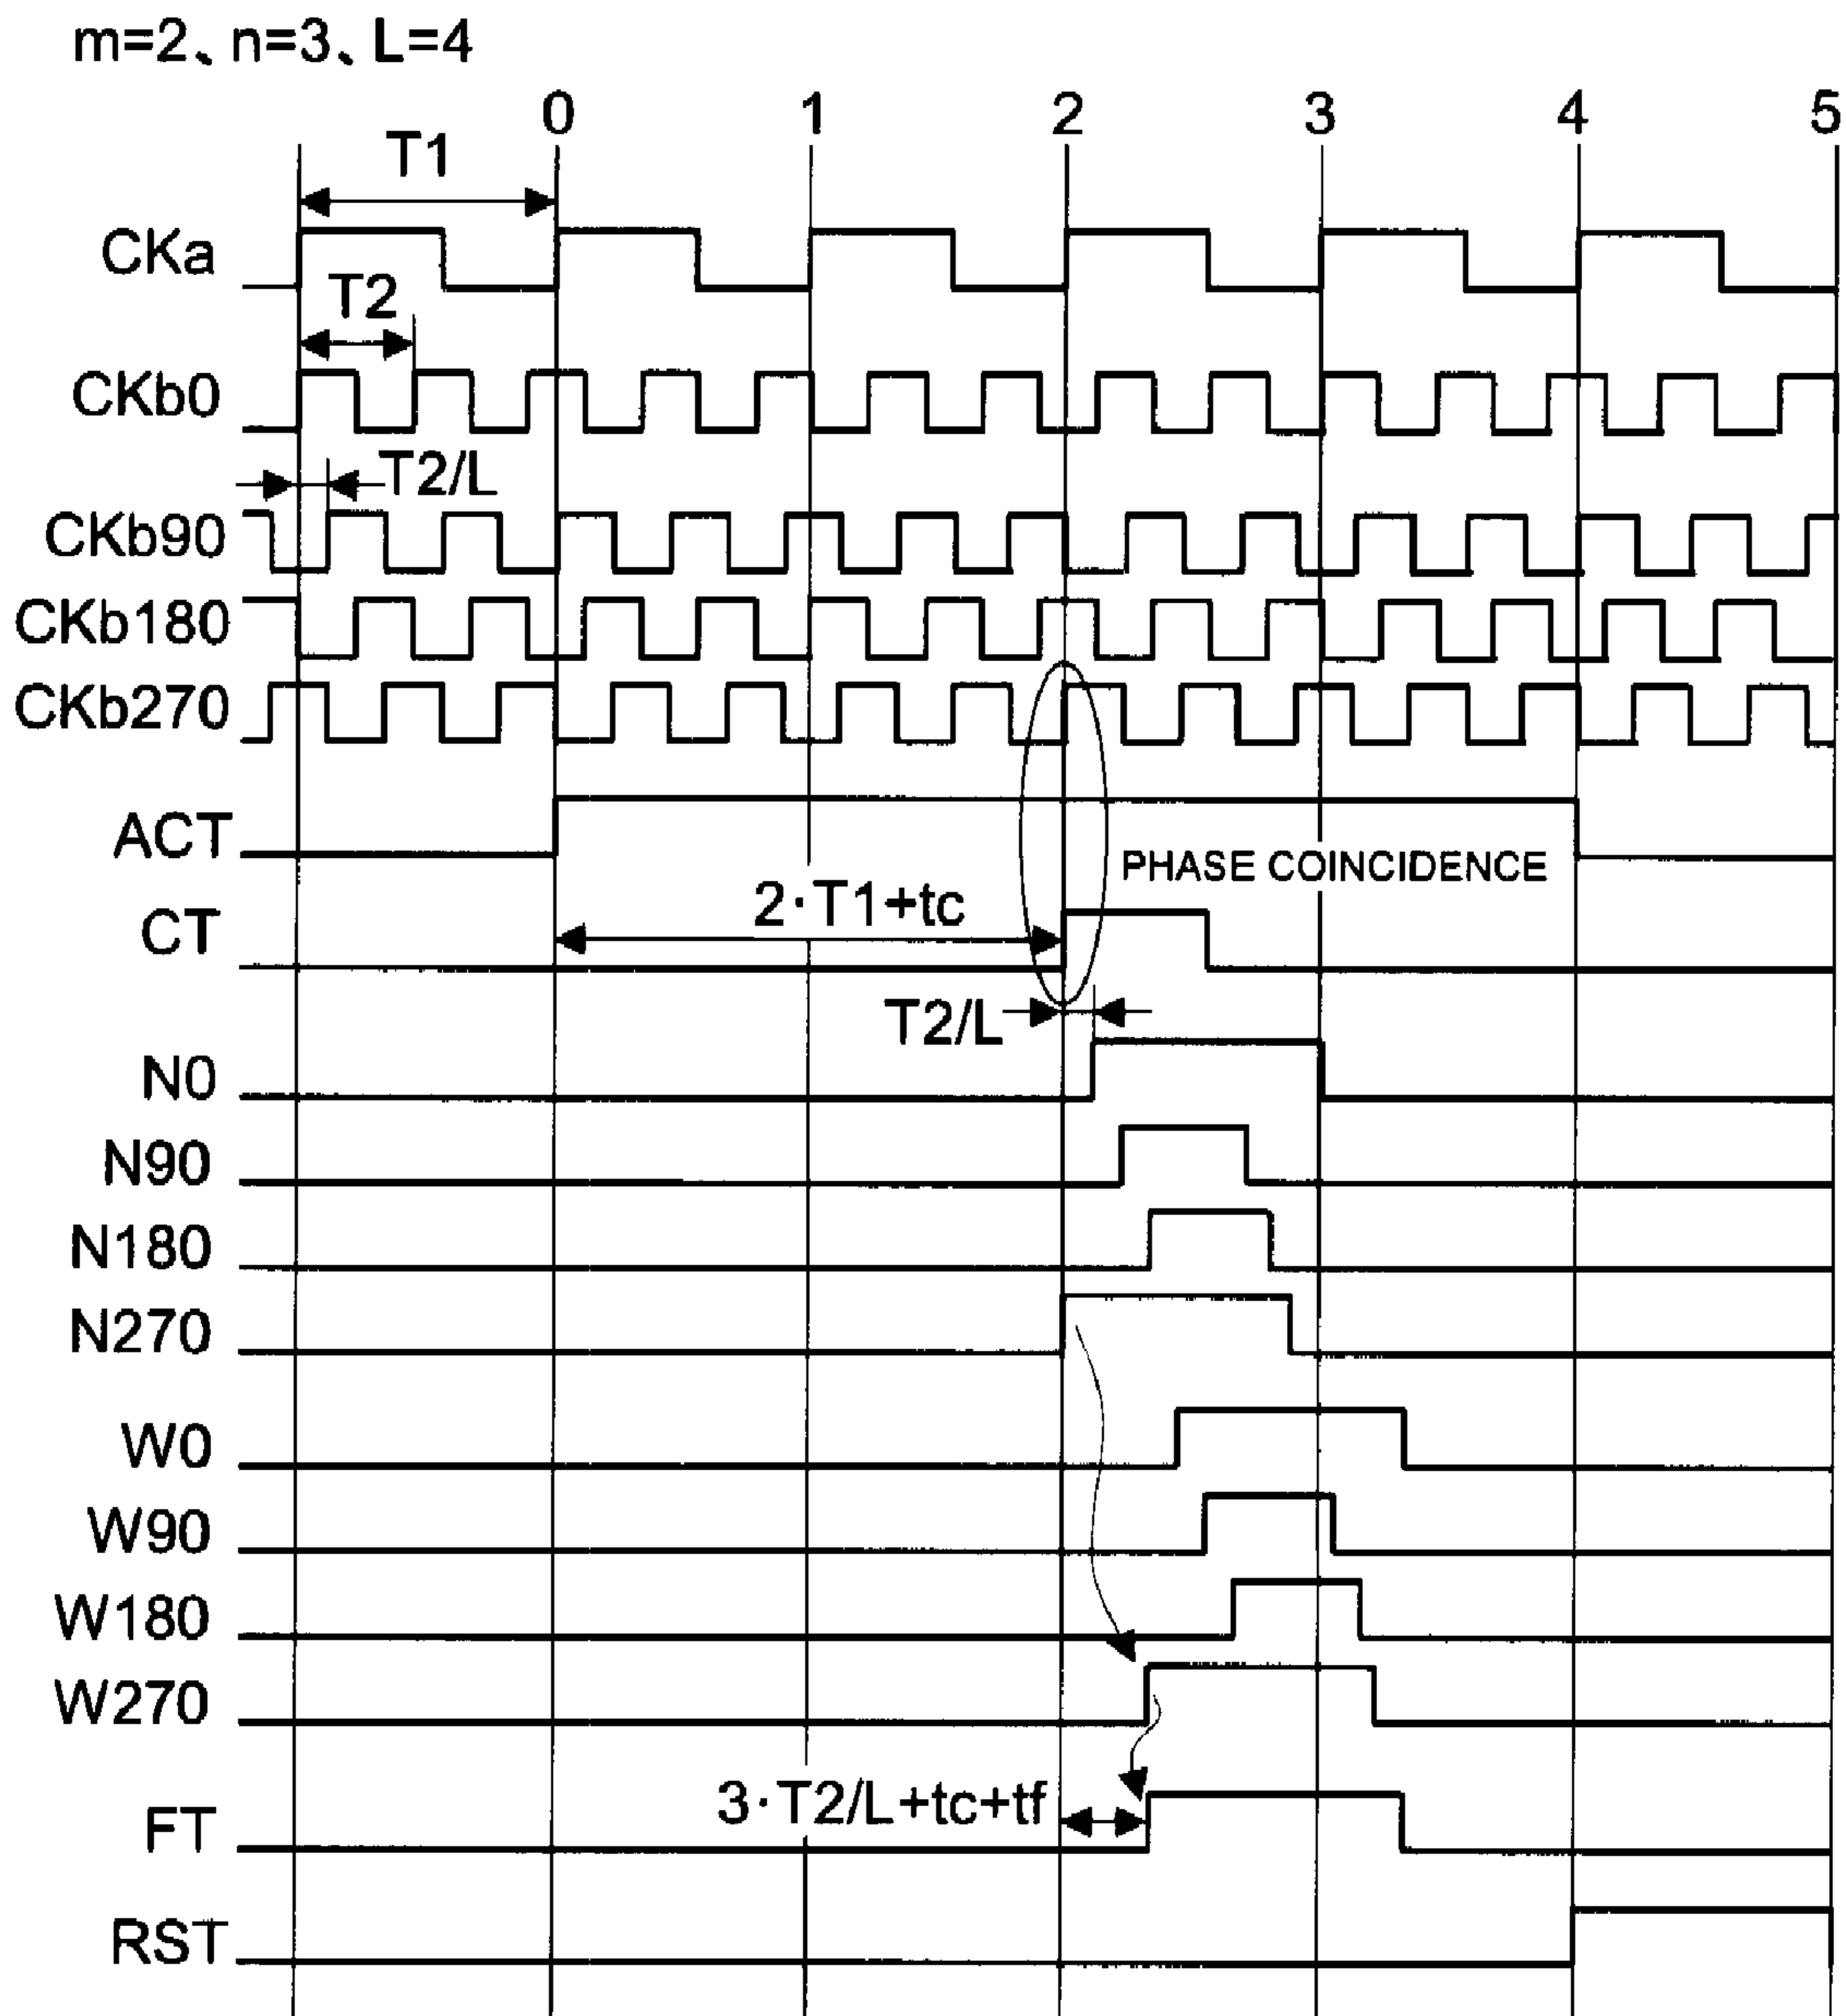 m=2、n=3、L=4
0 1 2 3 4 5
T1
CKa
T2
CKb0
T2/L
CKb90
CKb180
CKb270
ACT
PHASE COINCIDENCE
2·T1+tc
CT
T2/L
N0
N90
N180
N270
W0
W90
W180
W270
3·T2/L+tc+tf
FT
RST